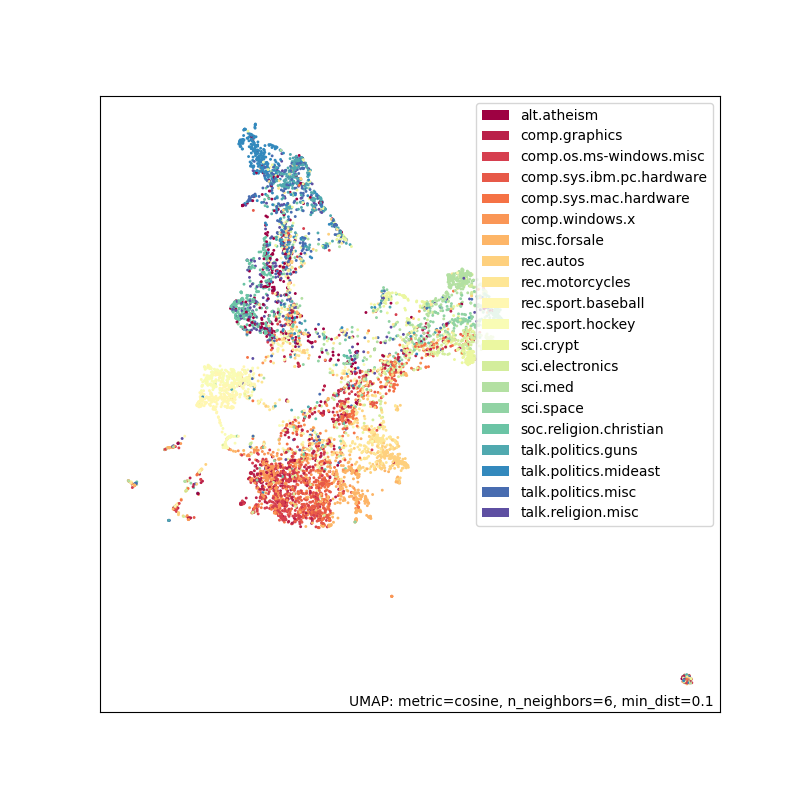 alt.atheism
comp.graphics
comp.os.ms-windows.misc
comp.sys.ibm.pc.hardware
comp.sys.mac.hardware
comp.windows.x
misc.forsale
rec.autos
rec.motorcycles
rec.sport.baseball
rec.sport.hockey
sci.crypt
sci.electronics
sci.med
sci.space
soc.religion.christian
talk.politics.guns
talk.politics.mideast
talk.politics.misc
talk.religion.misc
UMAP: metric=cosine, n_neighbors=6, min_dist=0.1